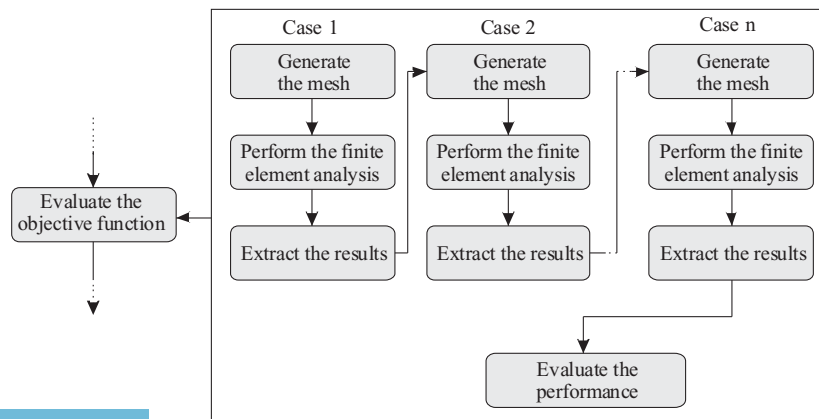 Case 1
Generate
the mesh
Perform the finite
element analysis
Extract the results
Case 2
Generate
the mesh
Perform the finite
element analysis
Extract the results
Case n
Generate
the mesh
Perform the finite
element analysis
Extract the results
Evaluate the
performance
Evaluate the
objective function